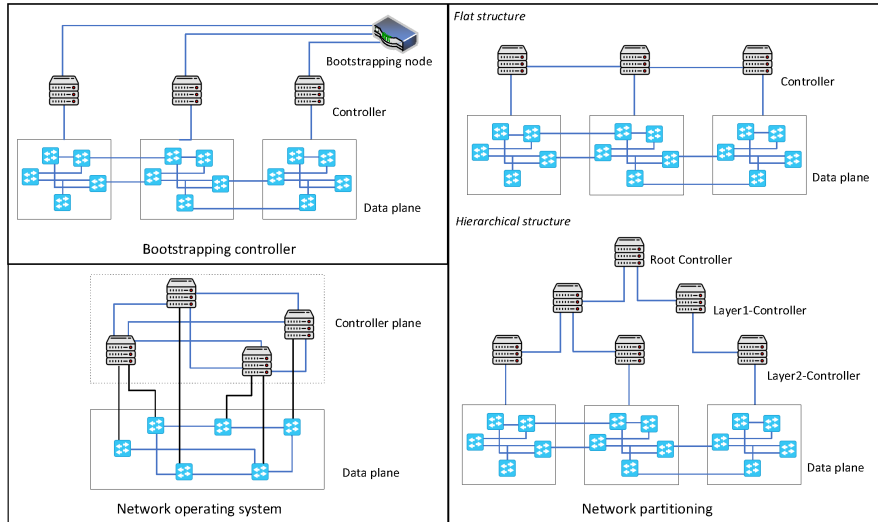 Bootstrapping node
Controller
Data plane
Bootstrapping controller
Controller plane
Data plane
Network operating system
Flat structure
Controller
Data plane
Hierarchical structure
Root Controller
Layer1-Controller
Layer2-Controller
Data plane
Network partitioning